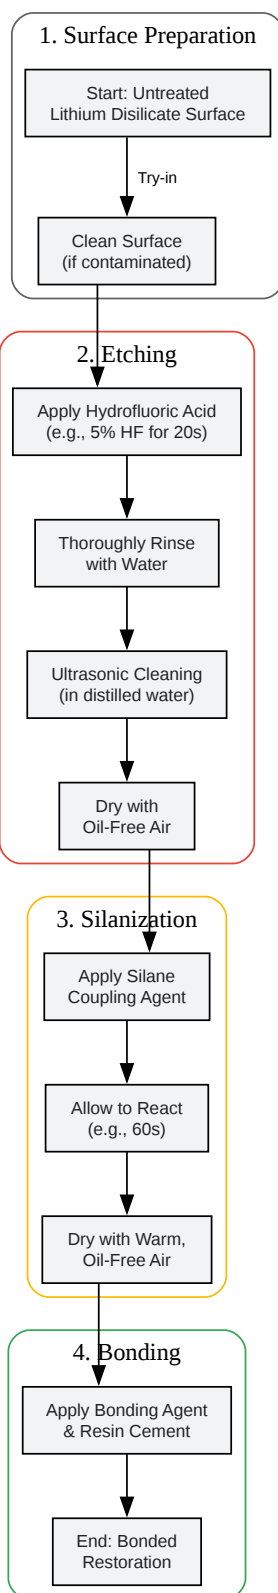 1. Surface Preparation
Start: Untreated
Lithium Disilicate Surface
Try-in
Clean Surface
(if contaminated)
2. Etching
Apply Hydrofluoric Acid
(e.g., 5% HF for 20s)
Thoroughly Rinse
with Water
Ultrasonic Cleaning
(in distilled water)
Dry with
Oil-Free Air
3. Silanization
Apply Silane
Coupling Agent
Allow to React
(e.g., 60s)
Dry with Warm,
Oil-Free Air
4. Bonding
Apply Bonding Agent
& Resin Cement
End: Bonded
Restoration